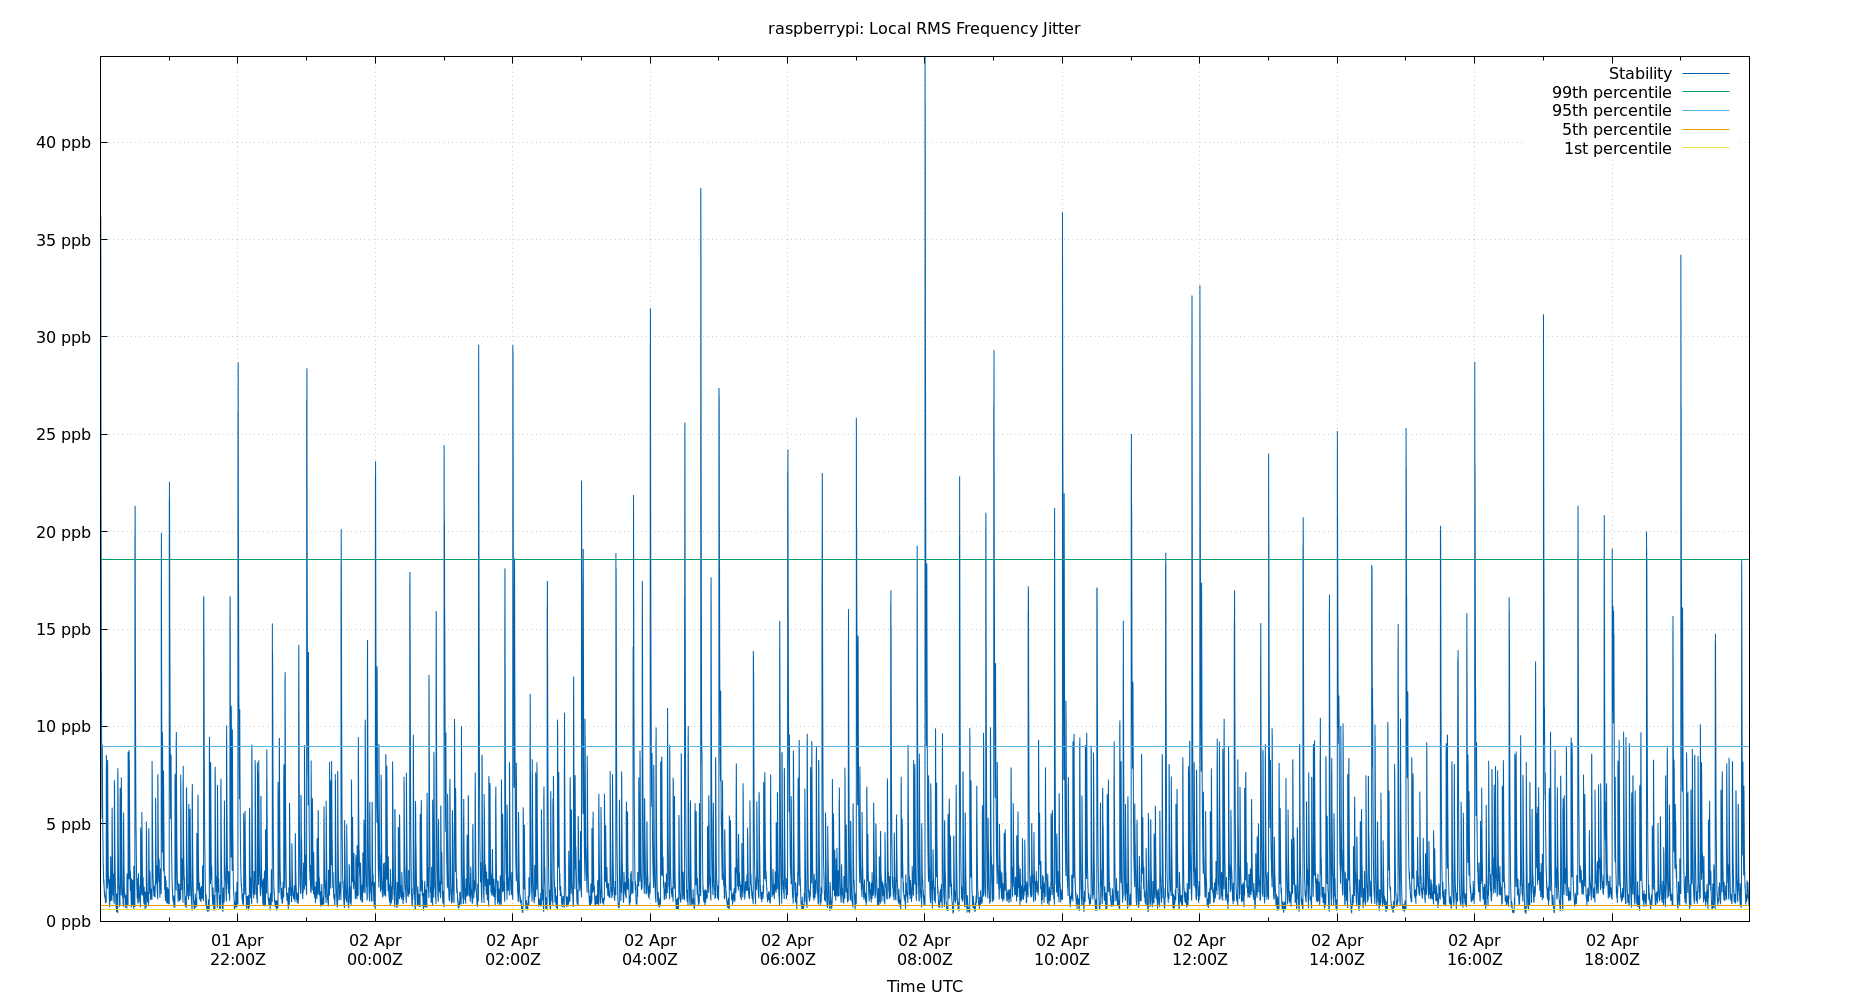 raspberrypi: Local RMS Frequency Jitter
Stability
99th percentile
95th percentile
5th percentile
1st percentile
40 ppb
35 ppb
30 ppb
25 ppb
20 ppb
15 ppb
10 ppb
5 ppb
0 ppb
01 Apr 02 Apr 02 Apr 02 Apr 02 Apr 02 Apr 02 Apr 02 Apr 02 Apr 02 Apr 02 Apr
22:00Z 00:00Z 02:00Z 04:00Z 06:00Z 08:00Z 10:00Z 12:00Z 14:00Z 16:00Z 18:00Z
Time UTC